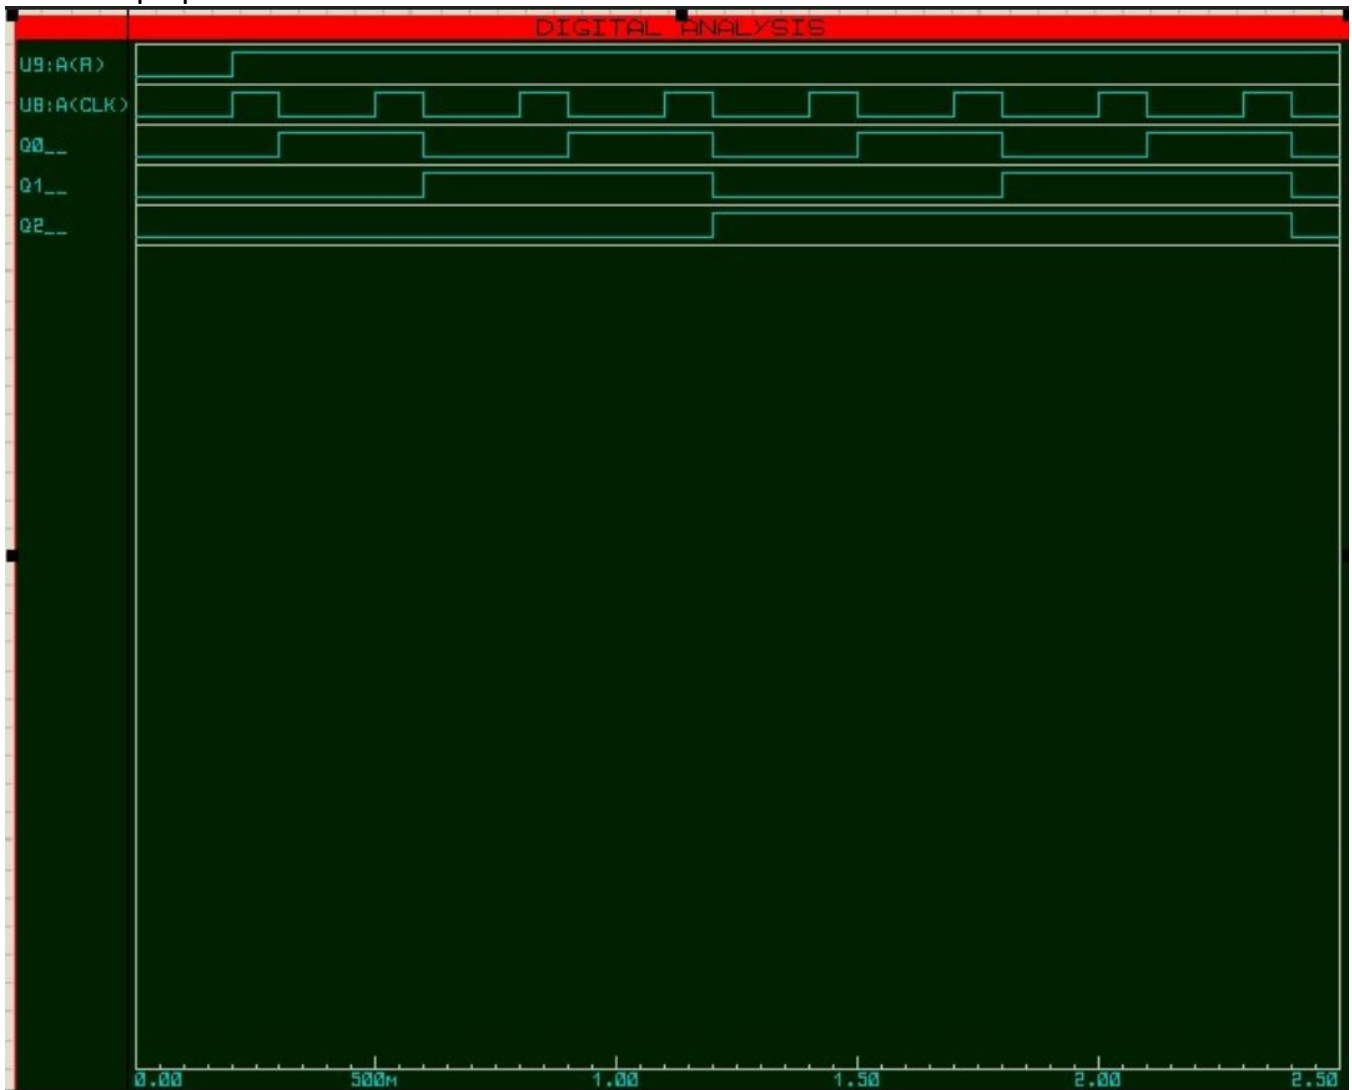 DIGITAL ANALYSIS
U9:A(R)
U8:A(CLK)
Q0__
Q1__
Q2__
0.00 500m 1.00 1.50 2.00 2.50